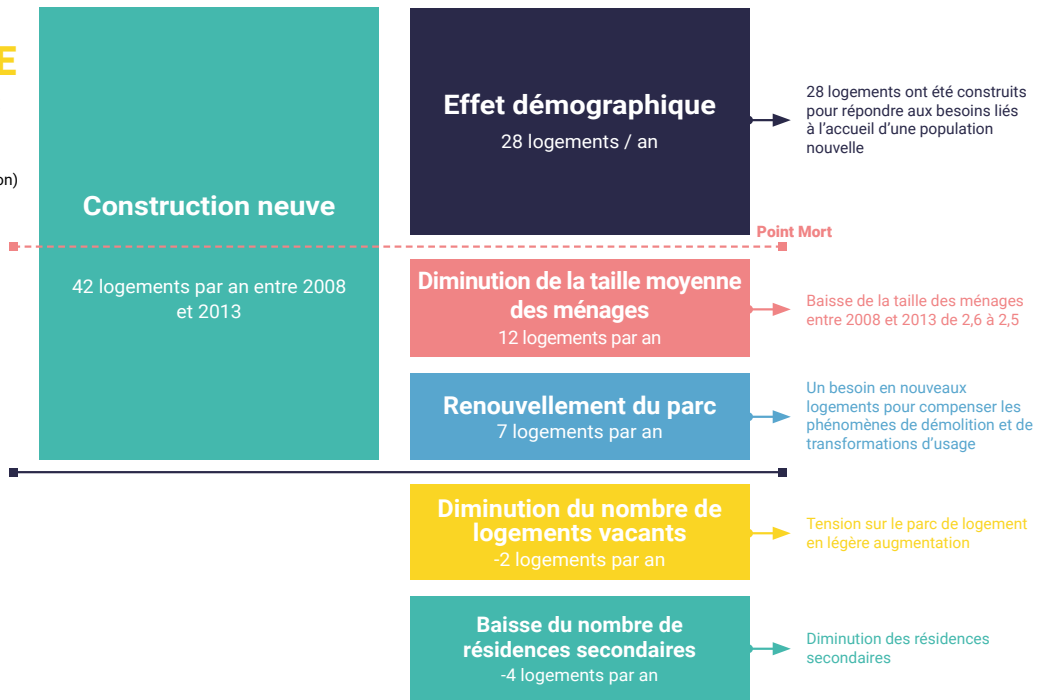 E
on)
Construction neuve
42 logements par an entre 2008
et 2013
Effet démographique
28 logements / an
28 logements ont été construits
pour répondre aux besoins liés
à l’accueil d’une population
nouvelle
Point Mort
Diminution de la taille moyenne
des ménages
12 logements par an
Baisse de la taille des ménages
entre 2008 et 2013 de 2,6 à 2,5
Renouvellement du parc
7 logements par an
Un besoin en nouveaux
logements pour compenser les
phénomènes de démolition et de
transformations d’usage
Diminution du nombre de
logements vacants
-2 logements par an
Tension sur le parc de logement
en légère augmentation
Baisse du nombre de
résidences secondaires
-4 logements par an
Diminution des résidences
secondaires